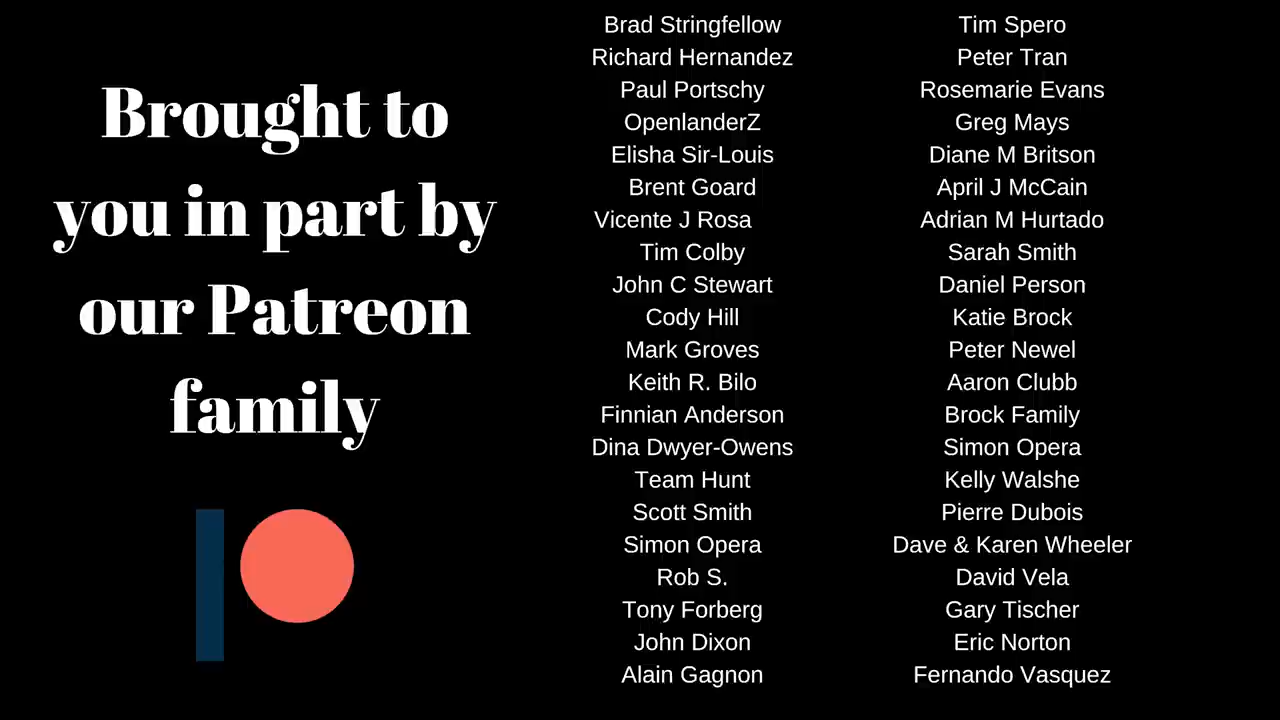 Brought to
you in part by
our Patreon
family
Brad Stringfellow
Richard Hernandez
Paul Portschy
OpenlanderZ
Elisha Sir-Louis
Brent Goard
Vicente J Rosa
Tim Colby
John C Stewart
Cody Hill
Mark Groves
Keith R. Bilo
Finnian Anderson
Dina Dwyer-Owens
Team Hunt
Scott Smith
Simon Opera
Rob S.
Tony Forberg
John Dixon
Alain Gagnon
Tim Spero
Peter Tran
Rosemarie Evans
Greg Mays
Diane M Britson
April J McCain
Adrian M Hurtado
Sarah Smith
Daniel Person
Katie Brock
Peter Newel
Aaron Clubb
Brock Family
Simon Opera
Kelly Walshe
Pierre Dubois
Dave & Karen Wheeler
David Vela
Gary Tischer
Eric Norton
Fernando Vasquez